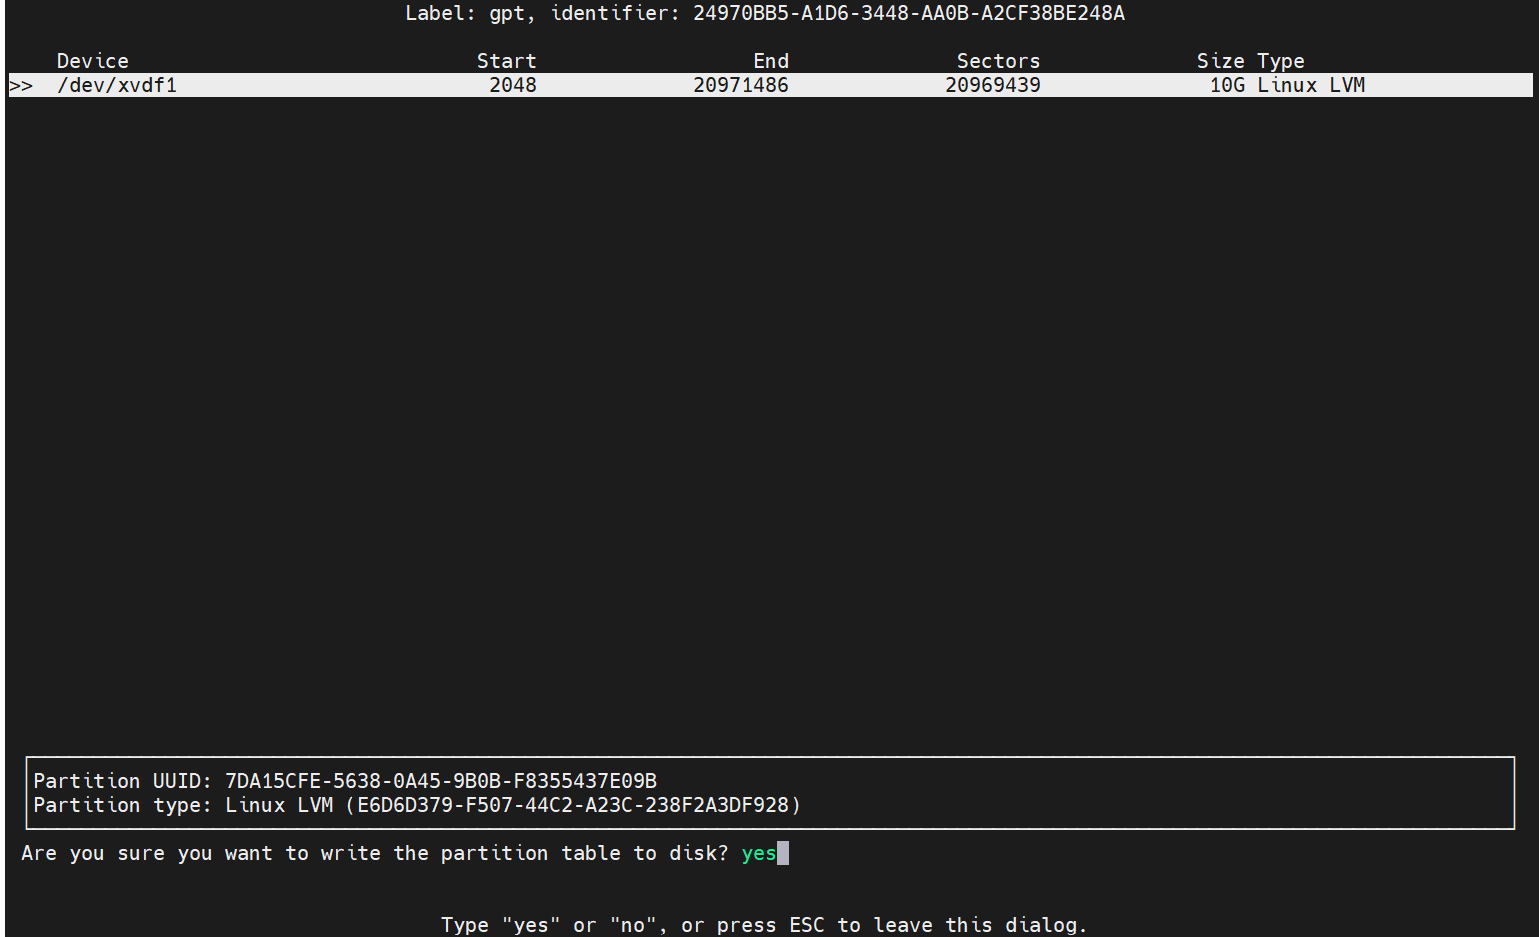 Label: gpt, identifier: 24970BB5-A1D6-3448-AA0B-A2CF38BE248A
Device Start End Sectors Size Type
>> /dev/xvdf1 2048 20971486 20969439 10G Linux LVM
Partition UUID: 7DA15CFE-5638-0A45-9B0B-F8355437E09B
Partition type: Linux LVM (E6D6D379-F507-44C2-A23C-238F2A3DF928)
Are you sure you want to write the partition table to disk? yes
Type "yes" or "no", or press ESC to leave this dialog.